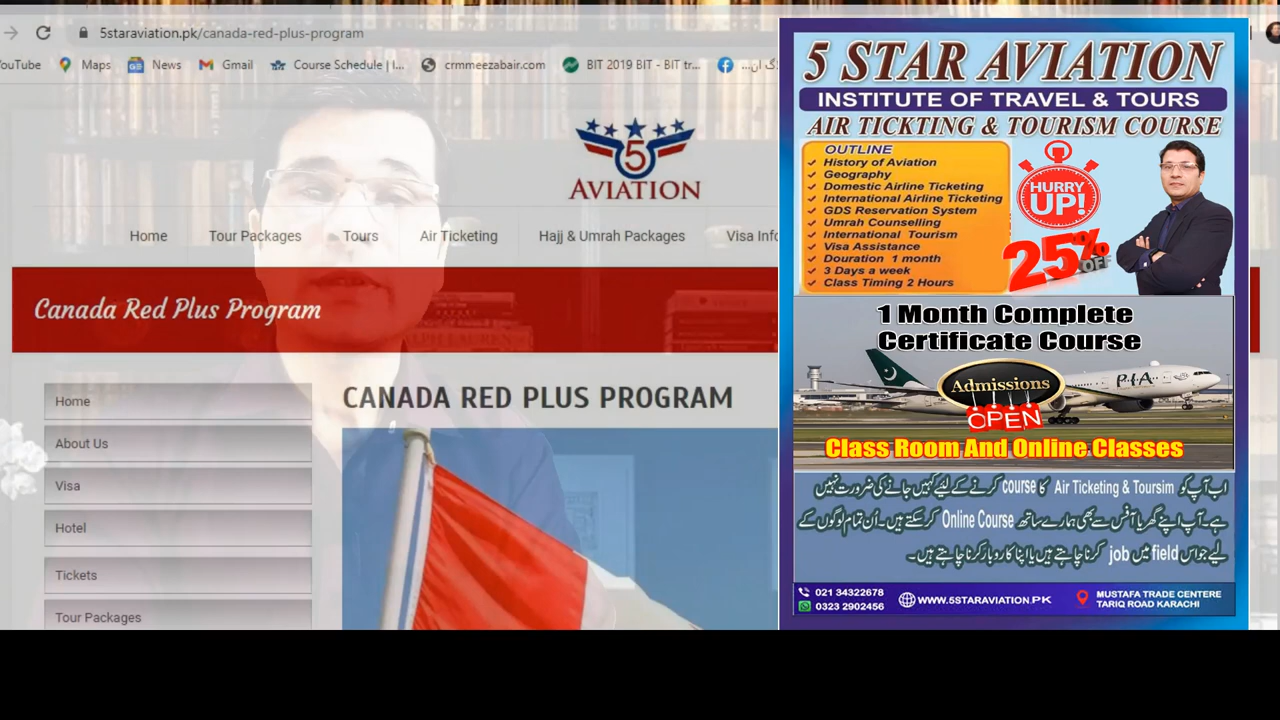 5staraviation.pk/canada-red-plus-program
YouTube
Maps
News
Gmail
Course Schedule | I...
crmmeezabair.com
BIT 2019 BIT - BIT tr...
5
AVIATION
Home
Tour Packages
Tours
Air Ticketing
Hajj & Umrah Packages
Visa Info
Canada Red Plus Program
Home
About Us
Visa
Hotel
Tickets
Tour Packages
CANADA RED PLUS PROGRAM
5 STAR AVIATION
INSTITUTE OF TRAVEL & TOURS
AIR TICKTING & TOURISM COURSE
OUTLINE
History of Aviation
Geography
Domestic Airline Ticketing
International Airline Ticketing
GDS Reservation System
Umrah Counselling
International Tourism
Visa Assistance
Douration 1 month
3 Days a week
Class Timing 2 Hours
HURRY
UP!
25% OFF
1 Month Complete
Certificate Course
Admissions
OPEN
PIA
Class Room And Online Classes
اب آپ کو Air Ticketing & Toursim کا course کرنے کے لیئے کہیں جانے کی ضرورت نہیں
ہے۔ آپ اپنے گھر یا آفس سے بھی ہمارے ساتھ Online Course کر سکتے ہیں۔ اُن تمام لوگوں کے
لیے جو اس field میں job کرنا چاہتے ہیں یا اپنا کاروبار کرنا چاہتے ہیں۔
021 34322678
0323 2902456
WWW.5STARAVIATION.PK
MUSTAFA TRADE CENTERE
TARIQ ROAD KARACHI